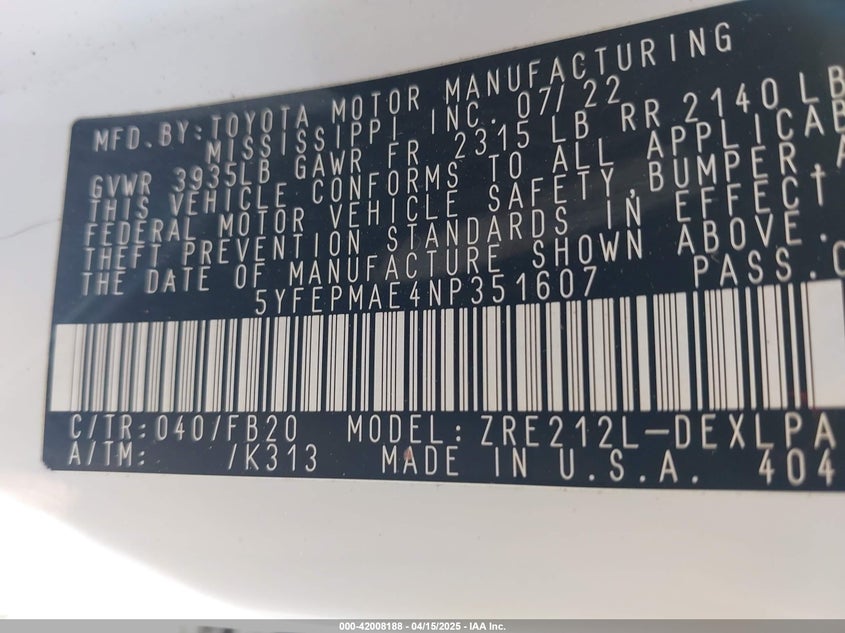 MFD.BY: TOYOTA MOTOR MANUFACTURING
MISSISSIPPI INC. 07/22
GVWR 3935LB GAWR FR 2315 LB RR 2140 LB
THIS VEHICLE CONFORMS TO ALL APPLICAB
FEDERAL MOTOR VEHICLE SAFETY, BUMPER, A
THEFT PREVENTION STANDARDS IN EFFECT
THE DATE OF MANUFACTURE SHOWN ABOVE.
5YFEPMAE4NP351607 PASS.C
C/TR: 040/FB20 MODEL: ZRE212L-DEXLPA
A/TM: /K313 MADE IN U.S.A. 404
000-42008188 - 04/15/2025 - IAA Inc.